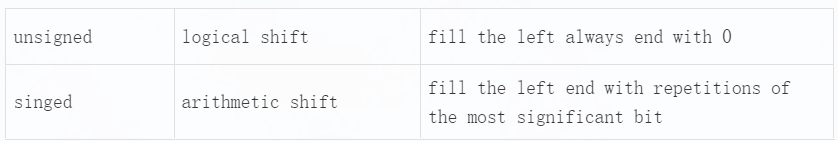 unsigned logical shift fill the left always end with 0
singed arithmetic shift fill the left end with repetitions of
the most significant bit